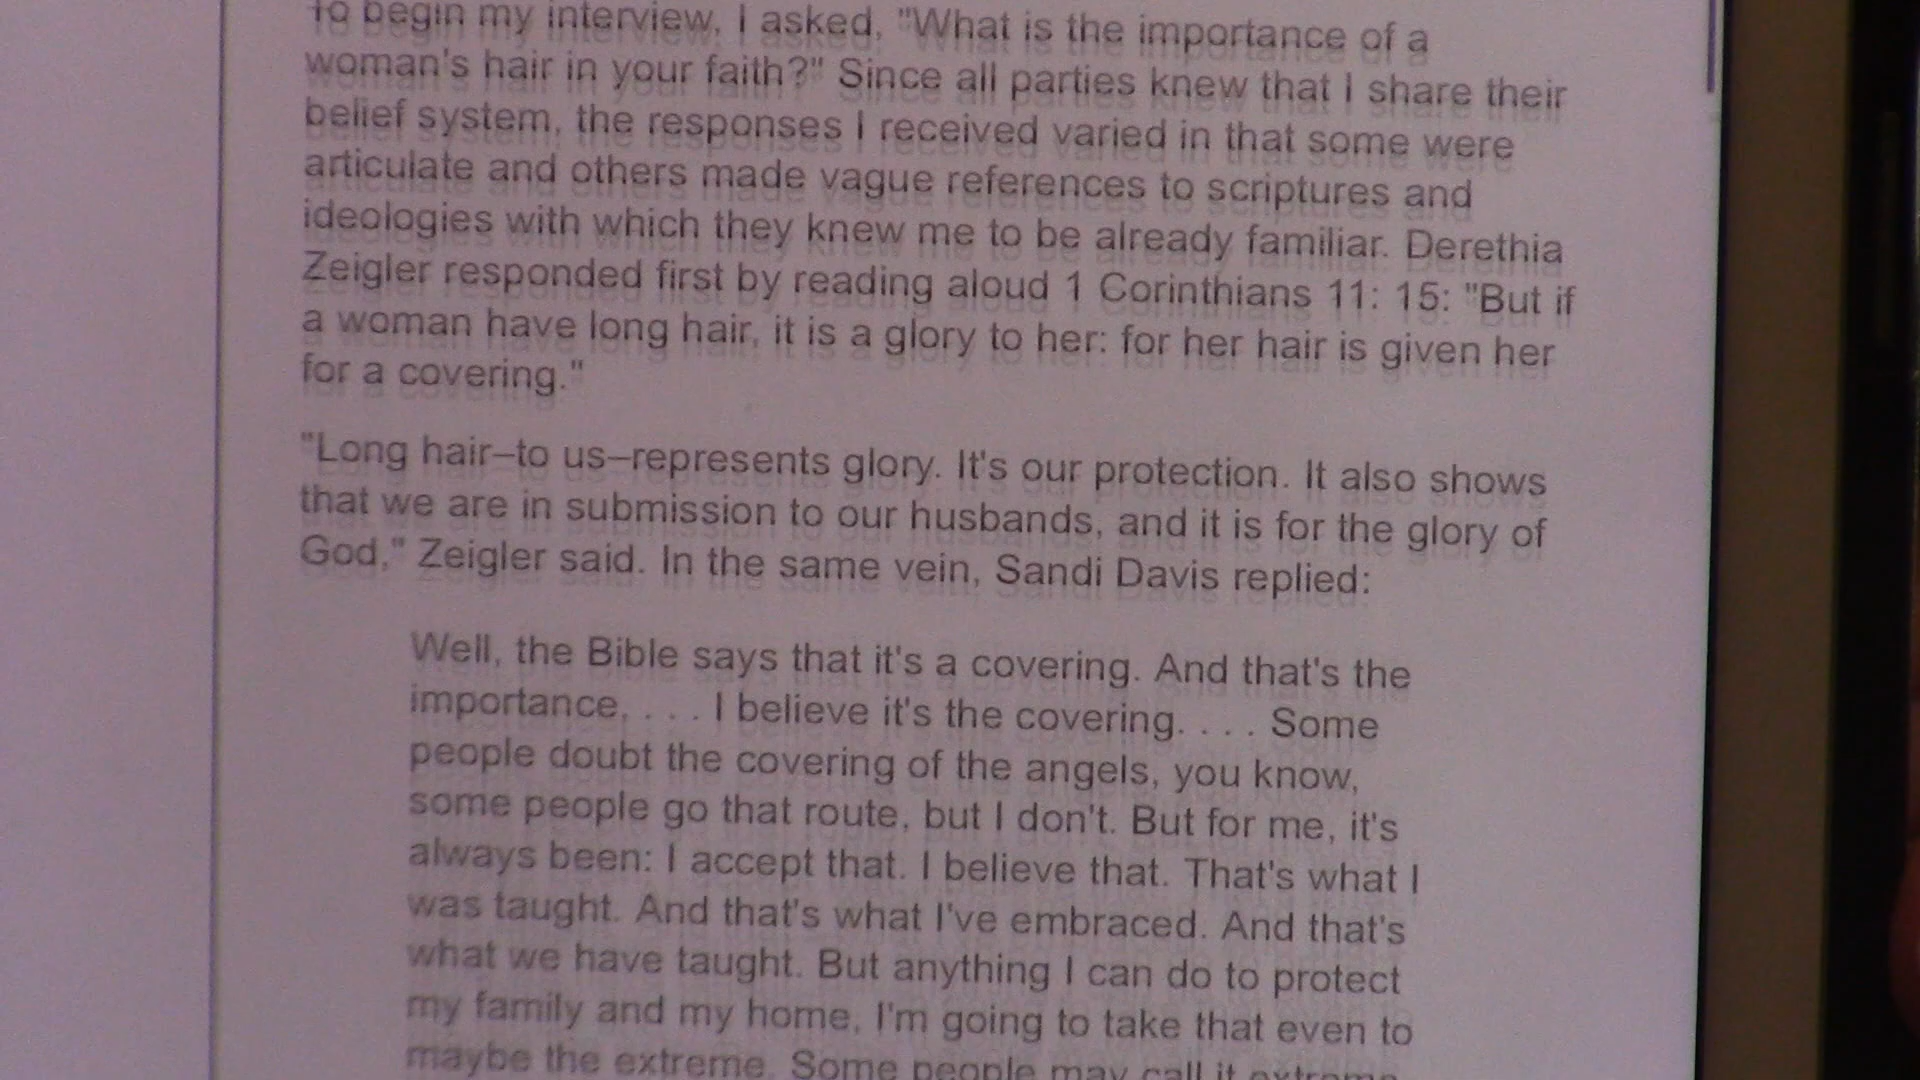 To begin my interview, I asked, "What is the importance of a
woman's hair in your faith?" Since all parties knew that I share their
belief system, the responses I received varied in that some were
articulate and others made vague references to scriptures and
ideologies with which they knew me to be already familiar. Derethia
Zeigler responded first by reading aloud 1 Corinthians 11: 15: "But if
a woman have long hair, it is a glory to her: for her hair is given her
for a covering."
"Long hair–to us–represents glory. It's our protection. It also shows
that we are in submission to our husbands, and it is for the glory of
God," Zeigler said. In the same vein, Sandi Davis replied:
Well, the Bible says that it's a covering. And that's the
importance, . . . I believe it's the covering. . . . Some
people doubt the covering of the angels, you know,
some people go that route, but I don't. But for me, it's
always been: I accept that. I believe that. That's what I
was taught. And that's what I've embraced. And that's
what we have taught. But anything I can do to protect
my family and my home, I'm going to take that even to
maybe the extreme. Some people may call it extreme